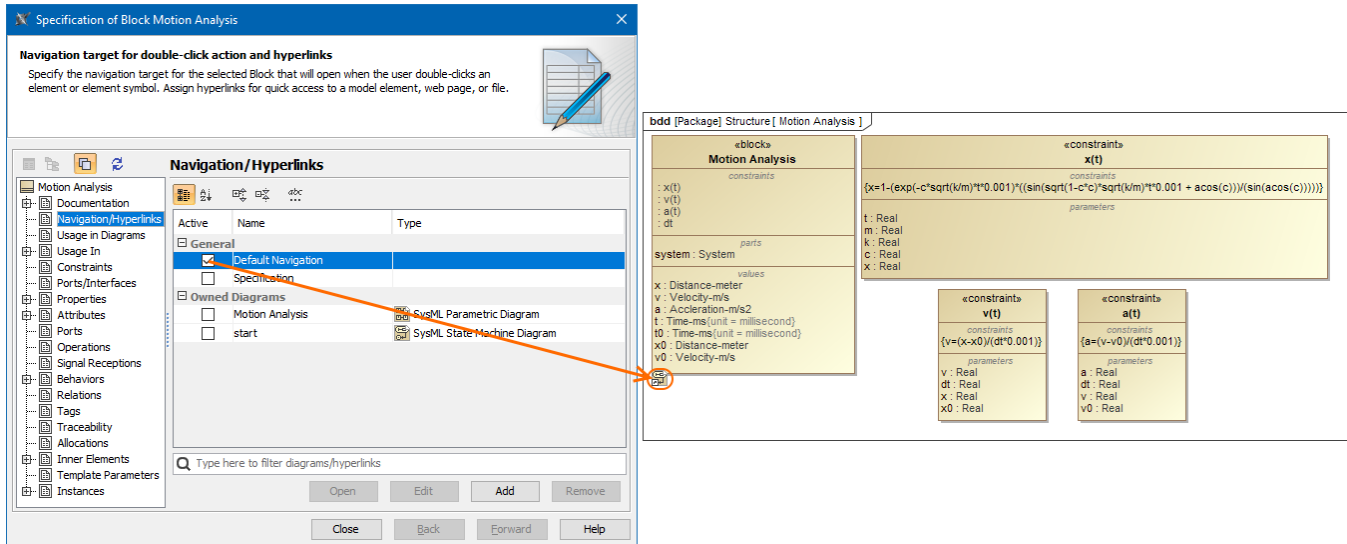 Specification of Block Motion Analysis
Navigation target for double-click action and hyperlinks
Specify the navigation target for the selected Block that will open when the user double-clicks an
element or element symbol. Assign hyperlinks for quick access to a model element, web page, or file.
Motion Analysis
Documentation
Navigation/Hyperlinks
Usage in Diagrams
Usage In
Constraints
Ports/Interfaces
Properties
Attributes
Ports
Operations
Signal Receptions
Behaviors
Relations
Tags
Traceability
Allocations
Inner Elements
Template Parameters
Instances
Navigation/Hyperlinks
Active Name Type
General
Default Navigation
Specification
Owned Diagrams
Motion Analysis SysML Parametric Diagram
start SysML State Machine Diagram
Type here to filter diagrams/hyperlinks
Open Edit Add Remove
Close Back Forward Help
bdd [Package] Structure [ Motion Analysis ]
«block»
Motion Analysis
constraints
: x(t)
: v(t)
: a(t)
: dt
parts
system : System
values
x : Distance-meter
v : Velocity-m/s
a : Accleration-m/s2
t : Time-ms{unit = millisecond}
t0 : Time-ms{unit = millisecond}
x0 : Distance-meter
v0 : Velocity-m/s
«constraint»
x(t)
constraints
{x=1-(exp(-c*sqrt(k/m)*t*0.001)*((sin(sqrt(1-c*c)*sqrt(k/m)*t*0.001 + acos(c)))/(sin(acos(c)))))}
parameters
t : Real
m : Real
k : Real
c : Real
x : Real
«constraint»
v(t)
constraints
{v=(x-x0)/(dt*0.001)}
parameters
v : Real
dt : Real
x : Real
x0 : Real
«constraint»
a(t)
constraints
{a=(v-v0)/(dt*0.001)}
parameters
a : Real
dt : Real
v : Real
v0 : Real